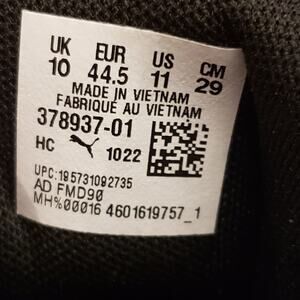 UK EUR US CM
10 44.5 11 29
MADE IN VIETNAM
FABRIQUÉ AU VIETNAM
378937-01
HC 1022
UPC:195731092735
AD FMD90
MH%00016 4601619757_1